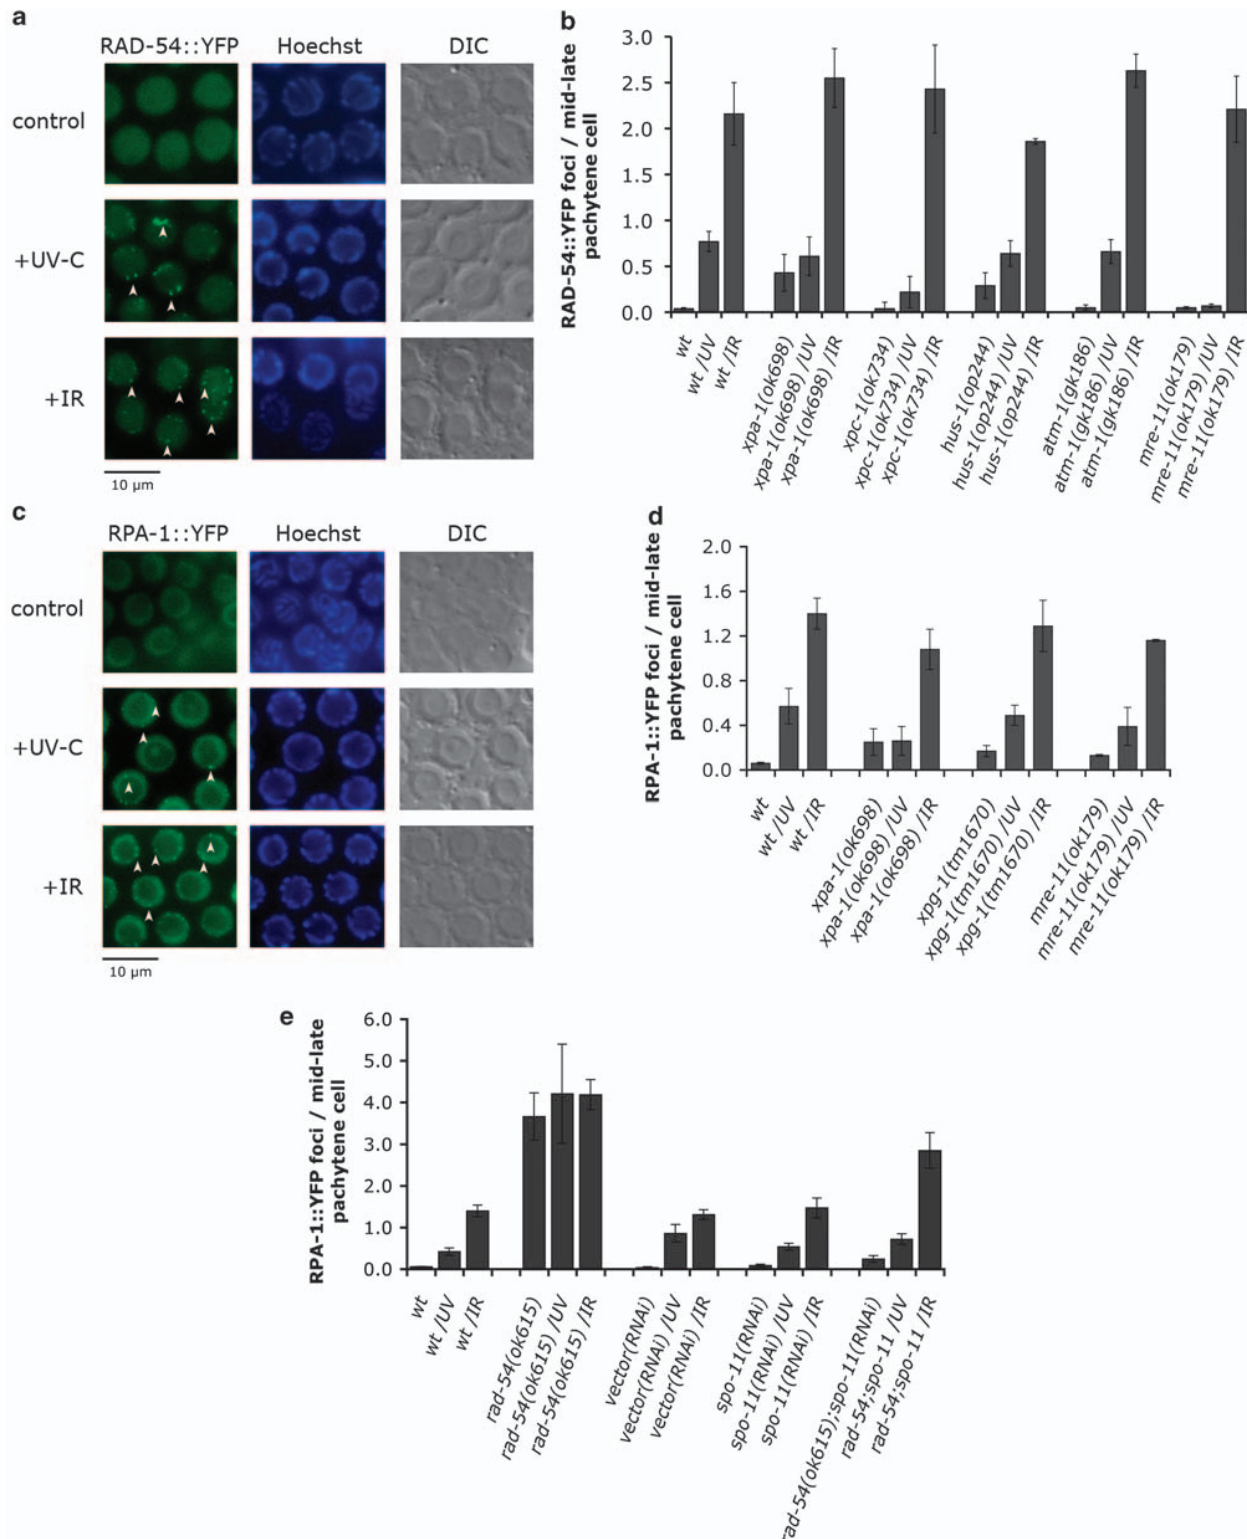 a
RAD-54::YFP Hoechst DIC
control
+UV-C
+IR
10 µm
b
RAD-54::YFP foci / mid-late
pachytene cell
3.0
2.5
2.0
1.5
1.0
0.5
0.0
wt
wt /UV
wt /IR
xpa-1(ok698)
xpa-1(ok698) /UV
xpa-1(ok698) /IR
xpc-1(ok734)
xpc-1(ok734) /UV
xpc-1(ok734) /IR
hus-1(op244)
hus-1(op244) /UV
hus-1(op244) /IR
atm-1(gk186)
atm-1(gk186) /UV
atm-1(gk186) /IR
mre-11(ok179)
mre-11(ok179) /UV
mre-11(ok179) /IR
c
RPA-1::YFP Hoechst DIC
control
+UV-C
+IR
10 µm
d
RPA-1::YFP foci / mid-late
pachytene cell
2.0
1.6
1.2
0.8
0.4
0.0
wt
wt /UV
wt /IR
xpa-1(ok698)
xpa-1(ok698) /UV
xpa-1(ok698) /IR
xpg-1(tm1670)
xpg-1(tm1670) /UV
xpg-1(tm1670) /IR
mre-11(ok179)
mre-11(ok179) /UV
mre-11(ok179) /IR
e
RPA-1::YFP foci / mid-late
pachytene cell
6.0
5.0
4.0
3.0
2.0
1.0
0.0
wt
wt /UV
wt /IR
rad-54(ok615)
rad-54(ok615) /UV
rad-54(ok615) /IR
vector(RNAi)
vector(RNAi) /UV
vector(RNAi) /IR
spo-11(RNAi)
spo-11(RNAi) /UV
spo-11(RNAi) /IR
rad-54(ok615);spo-11(RNAi)
rad-54;spo-11 /UV
rad-54;spo-11 /IR